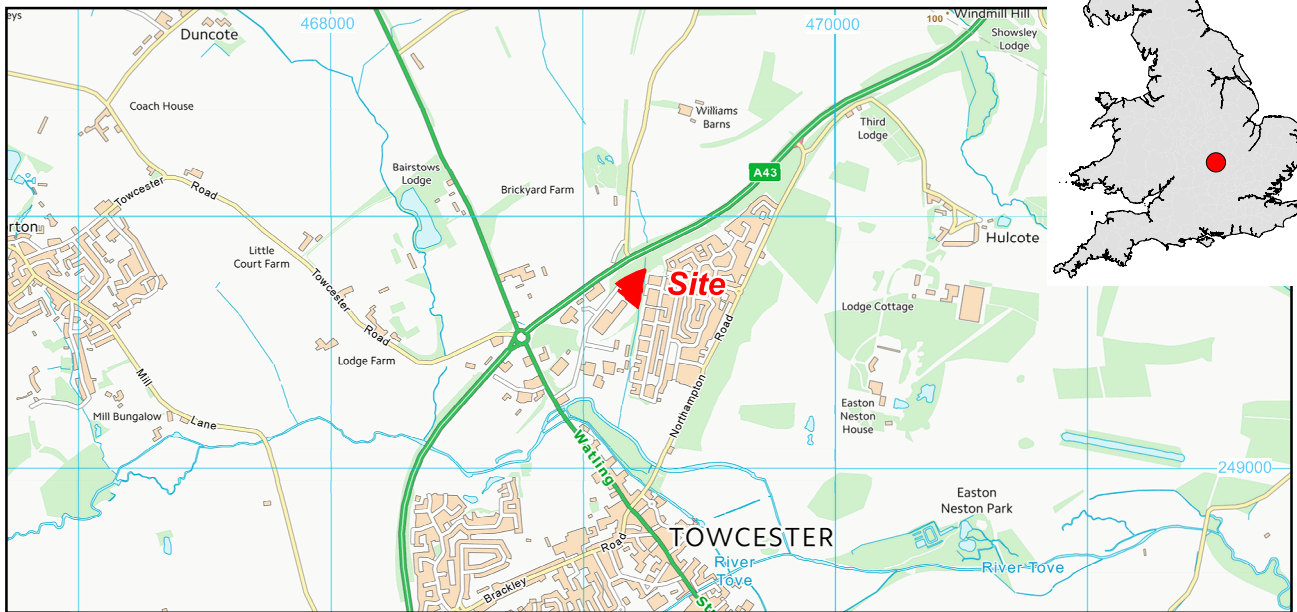 eys
468000
470000
100
Windmill Hill
Duncote
Showsley
Lodge
Coach House
Williams
Barns
Third
Lodge
Bairstows
Lodge
A43
Brickyard Farm
Towcester
Road
rton
Hulcote
Little
Court Farm
Towcester
Road
Site
Lodge Cottage
Road
Lodge Farm
Mill
Lane
Northampton
Mill Bungalow
Easton
Neston
House
Watling
249000
Easton
Neston Park
TOWCESTER
Road
River
Tove
River Tove
Brackley
St